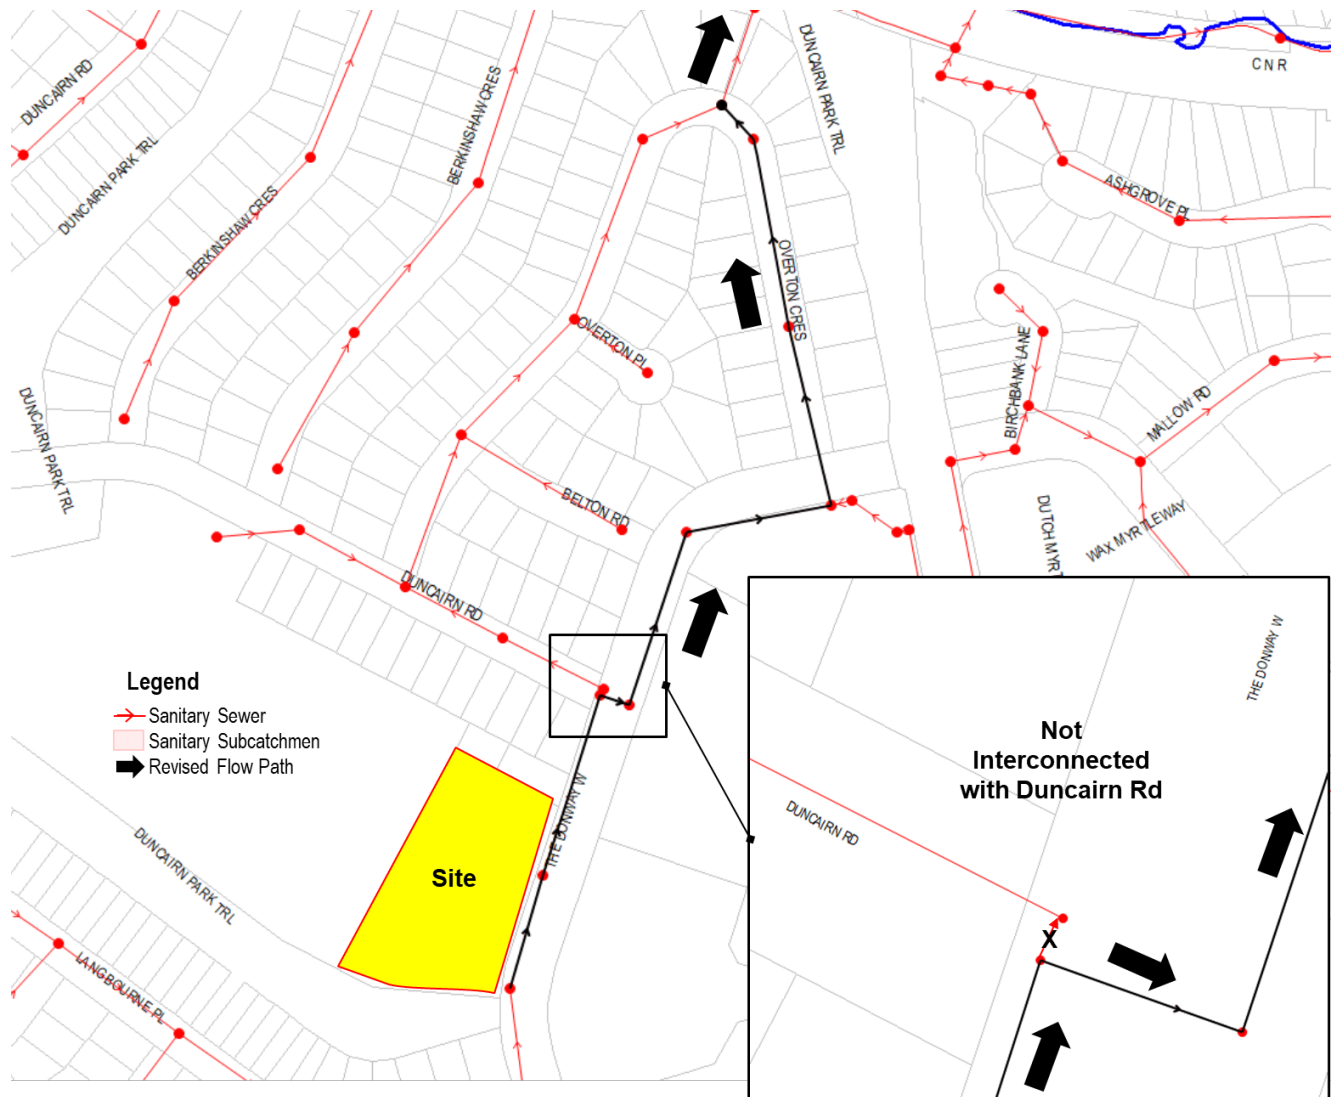 DUNCAIRN RD
DUNCAIRN PARK TRL
BERKINSHAW CRES
BERKINSHAW CRES
DUNCAIRN PARK TRL
CNR
ASHGROVE PL
OVERTON CRES
OVERTON PL
BIRCHBANK LANE
MALLOW RD
DUNCAIRN PARK TRL
BELTON RD
DUTCH MYRT
WAX MYRTLEWAY
DUNCAIRN RD
Legend
Sanitary Sewer
Sanitary Subcatchmen
Revised Flow Path
THE DONWAY W
Not
Interconnected
with Duncairn Rd
DUNCAIRN RD
X
THE DONWAY W
DUNCAIRN PARK TRL
Site
LANGBOURNE PL